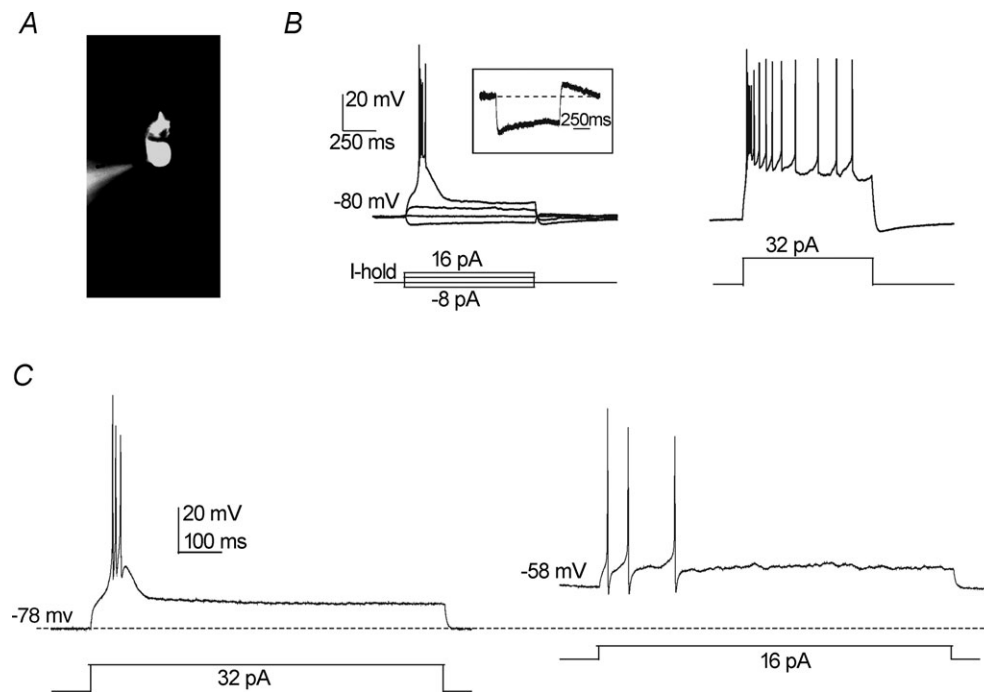 A
B
20 mV
250 ms
250ms
-80 mV
I-hold
16 pA
-8 pA
32 pA
C
20 mV
100 ms
-78 mv
32 pA
-58 mV
16 pA